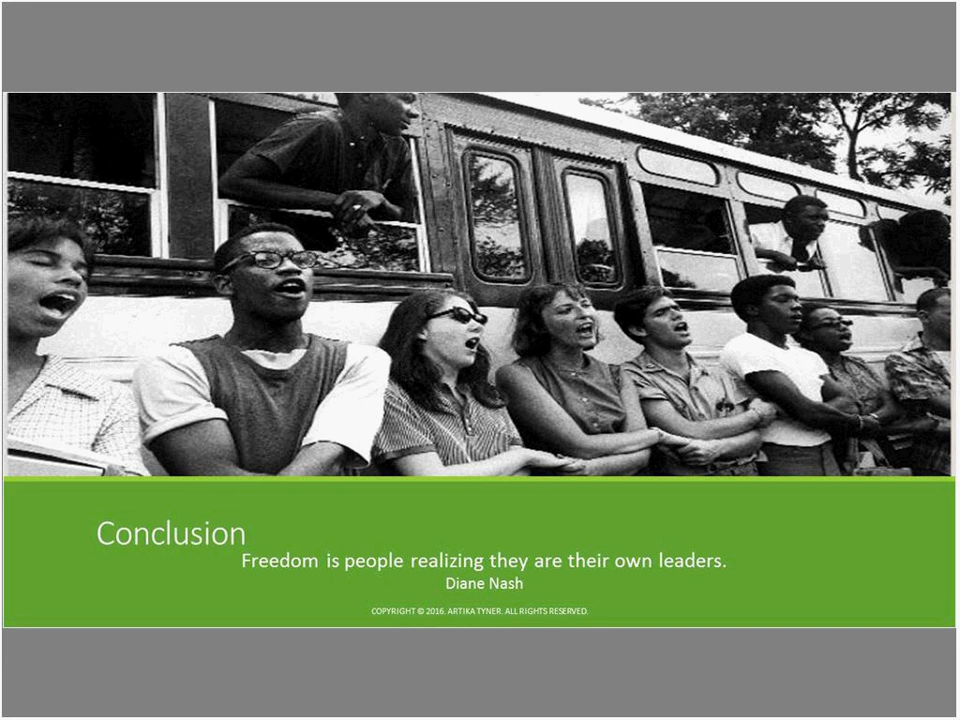 Conclusion
Freedom is people realizing they are their own leaders.
Diane Nash
COPYRIGHT © 2016. ARTIKA TYNER. ALL RIGHTS RESERVED.